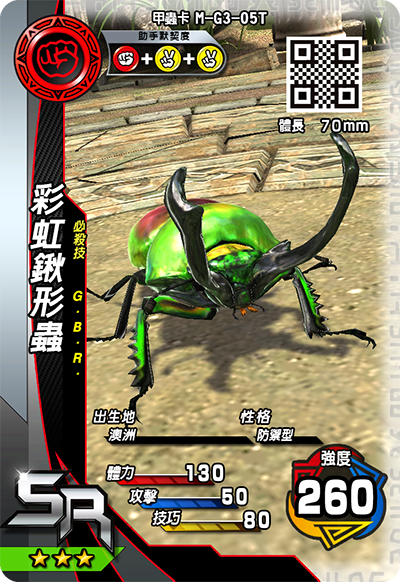 甲蟲卡 M-G3-05T
助手默契度
+ +
體長 70mm
彩虹鍬形蟲
必殺技 G.B.R.
出生地
澳洲
性格
防禦型
體力 130
攻擊 50
技巧 80
強度
260
SR